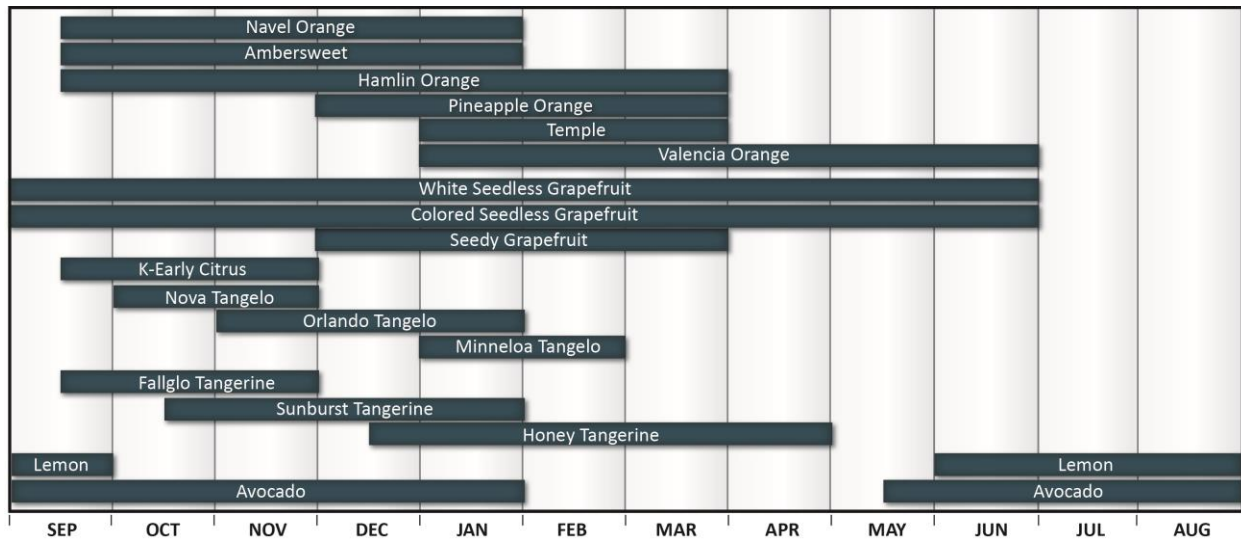 Navel Orange
Ambersweet
Hamlin Orange
Pineapple Orange
Temple
Valencia Orange
White Seedless Grapefruit
Colored Seedless Grapefruit
Seedy Grapefruit
K-Early Citrus
Nova Tangelo
Orlando Tangelo
Minneloa Tangelo
Fallglo Tangerine
Sunburst Tangerine
Honey Tangerine
Lemon Lemon
Avocado Avocado
SEP OCT NOV DEC JAN FEB MAR APR MAY JUN JUL AUG